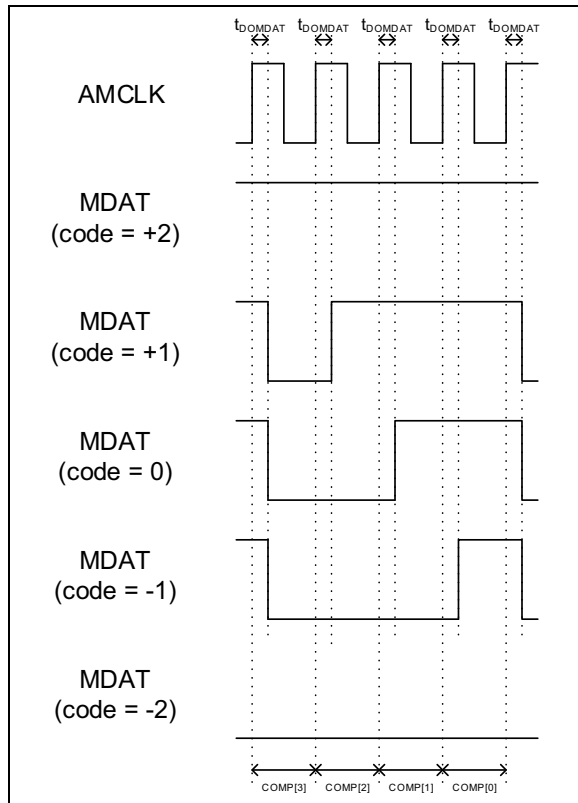 tDOMDAT tDOMDAT tDOMDAT tDOMDAT tDOMDAT
AMCLK
MDAT
(code = +2)
MDAT
(code = +1)
MDAT
(code = 0)
MDAT
(code = -1)
MDAT
(code = -2)
COMP[3] COMP[2] COMP[1] COMP[0]